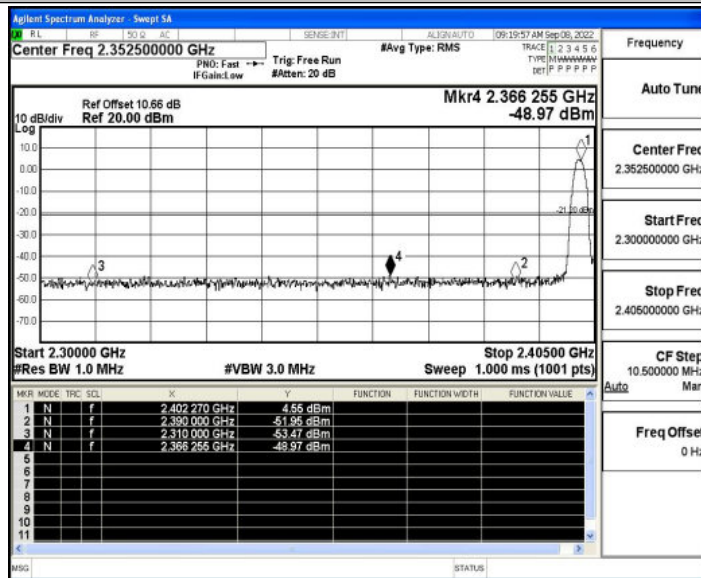 Agilent Spectrum Analyzer - Swept SA
RL RF 50 Ω AC SENSE:INT ALIGNAUTO 09:19:57 AM Sep 08, 2022
Center Freq 2.352500000 GHz
PNO: Fast
IFGain:Low
Trig: Free Run
#Atten: 20 dB
#Avg Type: RMS
TRACE 1 2 3 4 5 6
TYPE M
DET P P P P P P
Ref Offset 10.66 dB
10 dB/div Ref 20.00 dBm
Log
Mkr4 2.366 255 GHz
-48.97 dBm
10.0
0.00
-10.0
-20.0
-30.0
-40.0
-50.0
-60.0
-70.0
1
-21.20 dBm
3
4
2
Start 2.30000 GHz Stop 2.40500 GHz
#Res BW 1.0 MHz #VBW 3.0 MHz Sweep 1.000 ms (1001 pts)
MKR MODE TRC SCL X Y FUNCTION FUNCTION WIDTH FUNCTION VALUE
1 N f 2.402 270 GHz 4.55 dBm
2 N f 2.390 000 GHz -51.95 dBm
3 N f 2.310 000 GHz -53.47 dBm
4 N f 2.366 255 GHz -48.97 dBm
5
6
7
8
9
10
11
MSG STATUS
Frequency
Auto Tune
Center Freq
2.352500000 GHz
Start Freq
2.300000000 GHz
Stop Freq
2.405000000 GHz
CF Step
10.500000 MHz
Auto Man
Freq Offset
0 Hz